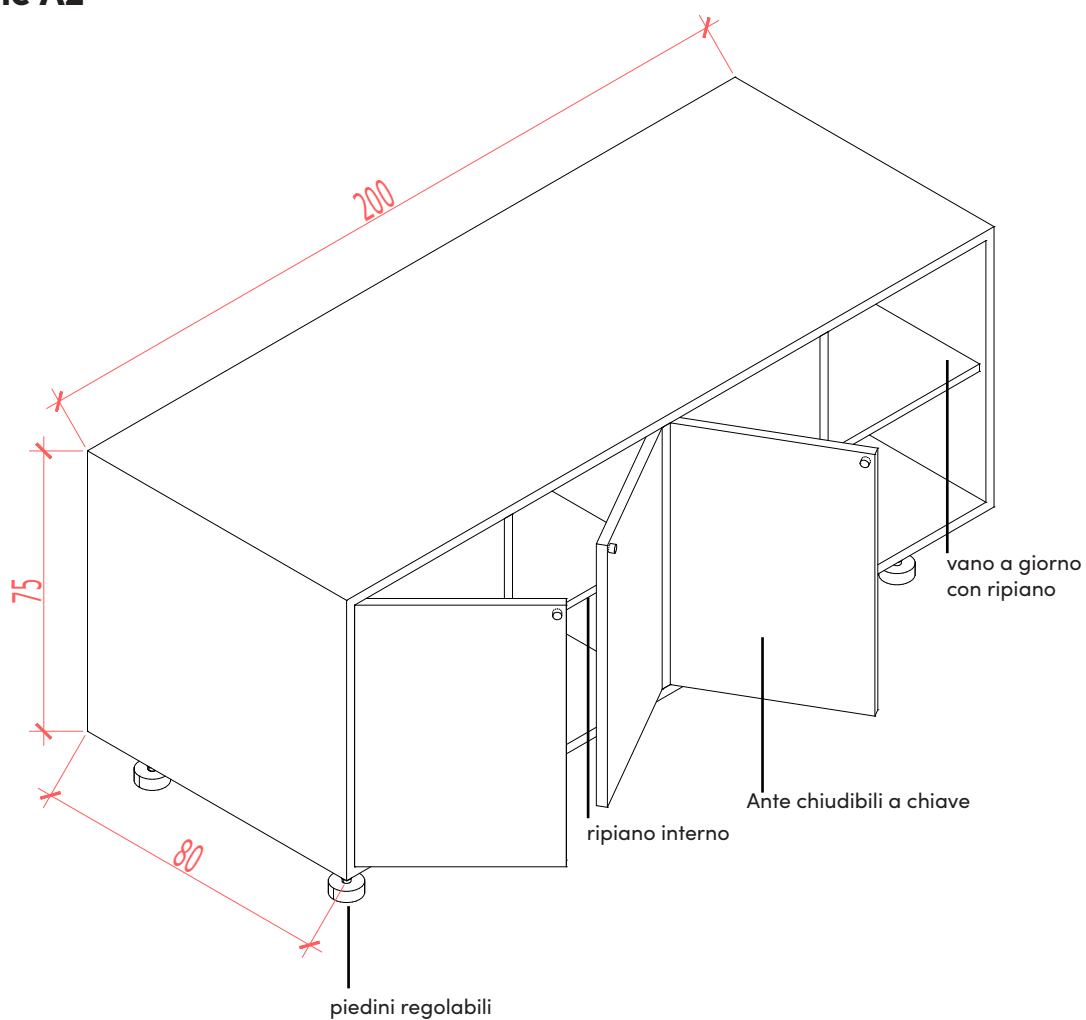 200
75
vano a giorno
con ripiano
Ante chiudibili a chiave
ripiano interno
80
piedini regolabili